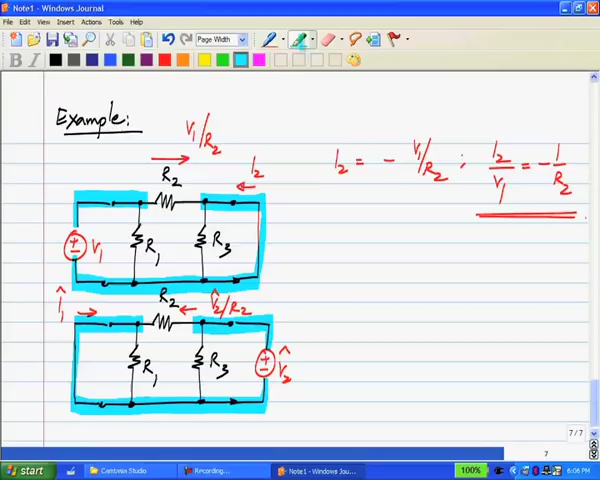 Note1 - Windows Journal
File Edit View Insert Actions Tools Help
Page Width
B I
Example:
V1/R2
I2
I2 = - V1/R2 ; I2/V1 = - 1/R2
R2
V1
R1
R3
R2
Î1
V̂2/R2
R1
R3
V̂2
7/7
7
start
Camtasia Studio
Recording...
Note1 - Windows Jo...
100%
6:06 PM